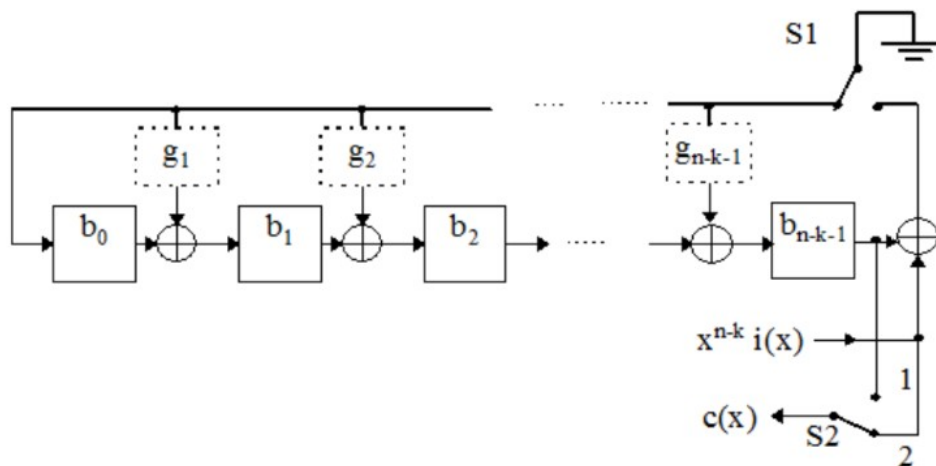 S1
g₁
g₂
gₙ₋ₖ₋₁
b₀
b₁
b₂
bₙ₋ₖ₋₁
xⁿ⁻ᵏ i(x)
1
c(x)
S2
2